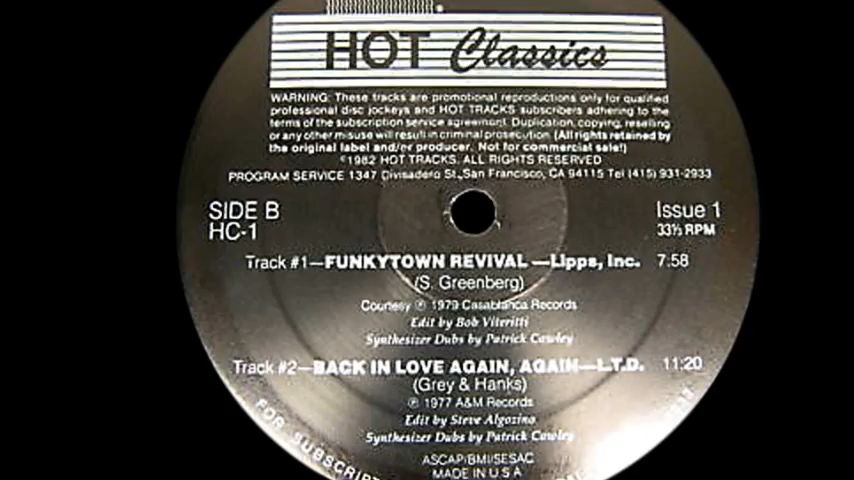 HOT Classics
WARNING: These tracks are promotional reproductions only for qualified
professional disc jockeys and HOT TRACKS subscribers adhering to the
terms of the subscription service agreement. Duplication, copying, reselling
or any other misuse will result in criminal prosecution (All rights retained by
the original label and/or producer. Not for commercial sale!)
©1982 HOT TRACKS. ALL RIGHTS RESERVED
PROGRAM SERVICE 1347 Divisadero St., San Francisco, CA 94115 Tel (415) 931-2933
SIDE B
HC-1
Issue 1
33⅓ RPM
Track #1—FUNKYTOWN REVIVAL —Lipps, Inc. 7:58
(S. Greenberg)
Courtesy ℗ 1979 Casablanca Records
Edit by Bob Viteritti
Synthesizer Dubs by Patrick Cowley
Track #2—BACK IN LOVE AGAIN, AGAIN—L.T.D. 11:20
(Grey & Hanks)
℗ 1977 A&M Records
Edit by Steve Algozino
Synthesizer Dubs by Patrick Cowley
ASCAP/BMI/SESAC
MADE IN U.S.A
FOR SUBSCRIPT